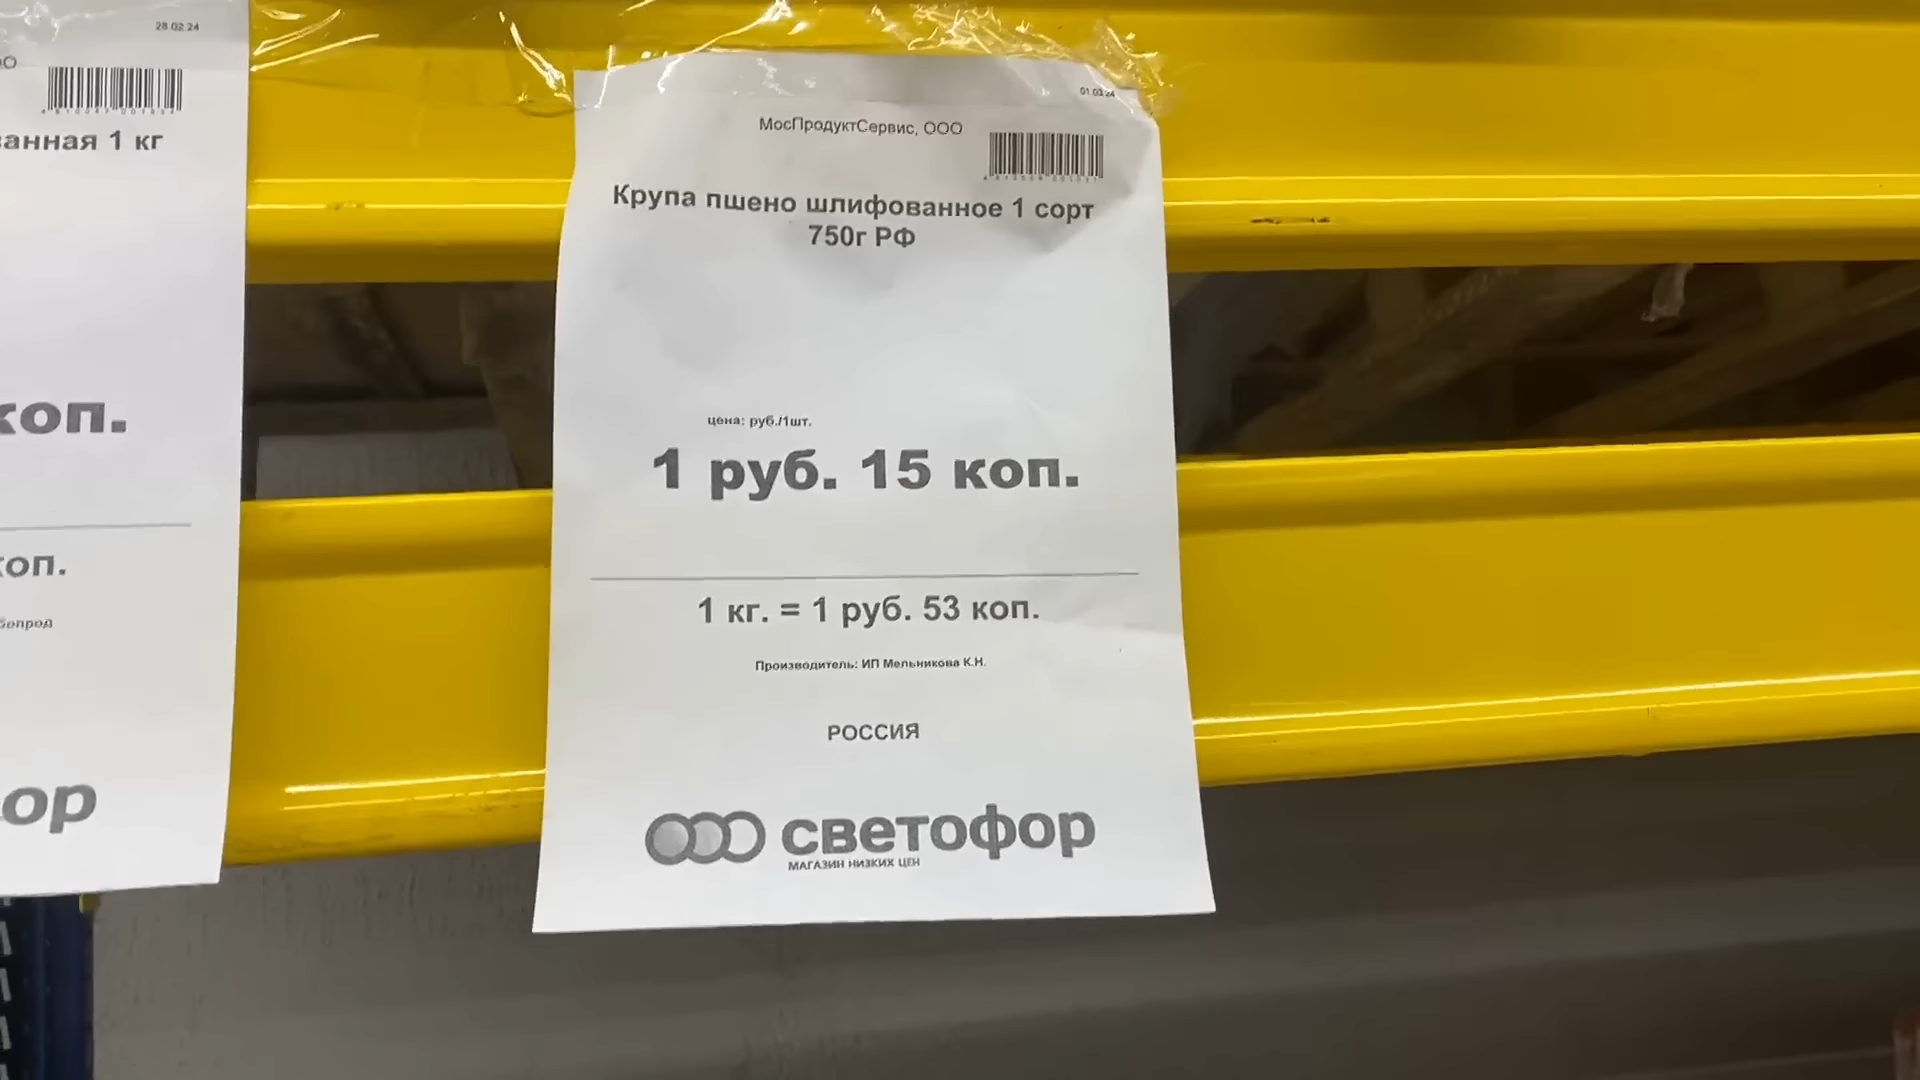 28 02 24
анная 1 кг
коп.
коп.
ор
01 03 24
МосПродуктСервис, ООО
Крупа пшено шлифованное 1 сорт
750г РФ
цена: руб./1шт.
1 руб. 15 коп.
1 кг. = 1 руб. 53 коп.
Производитель: ИП Мельникова К.Н.
РОССИЯ
светофор
МАГАЗИН НИЗКИХ ЦЕН